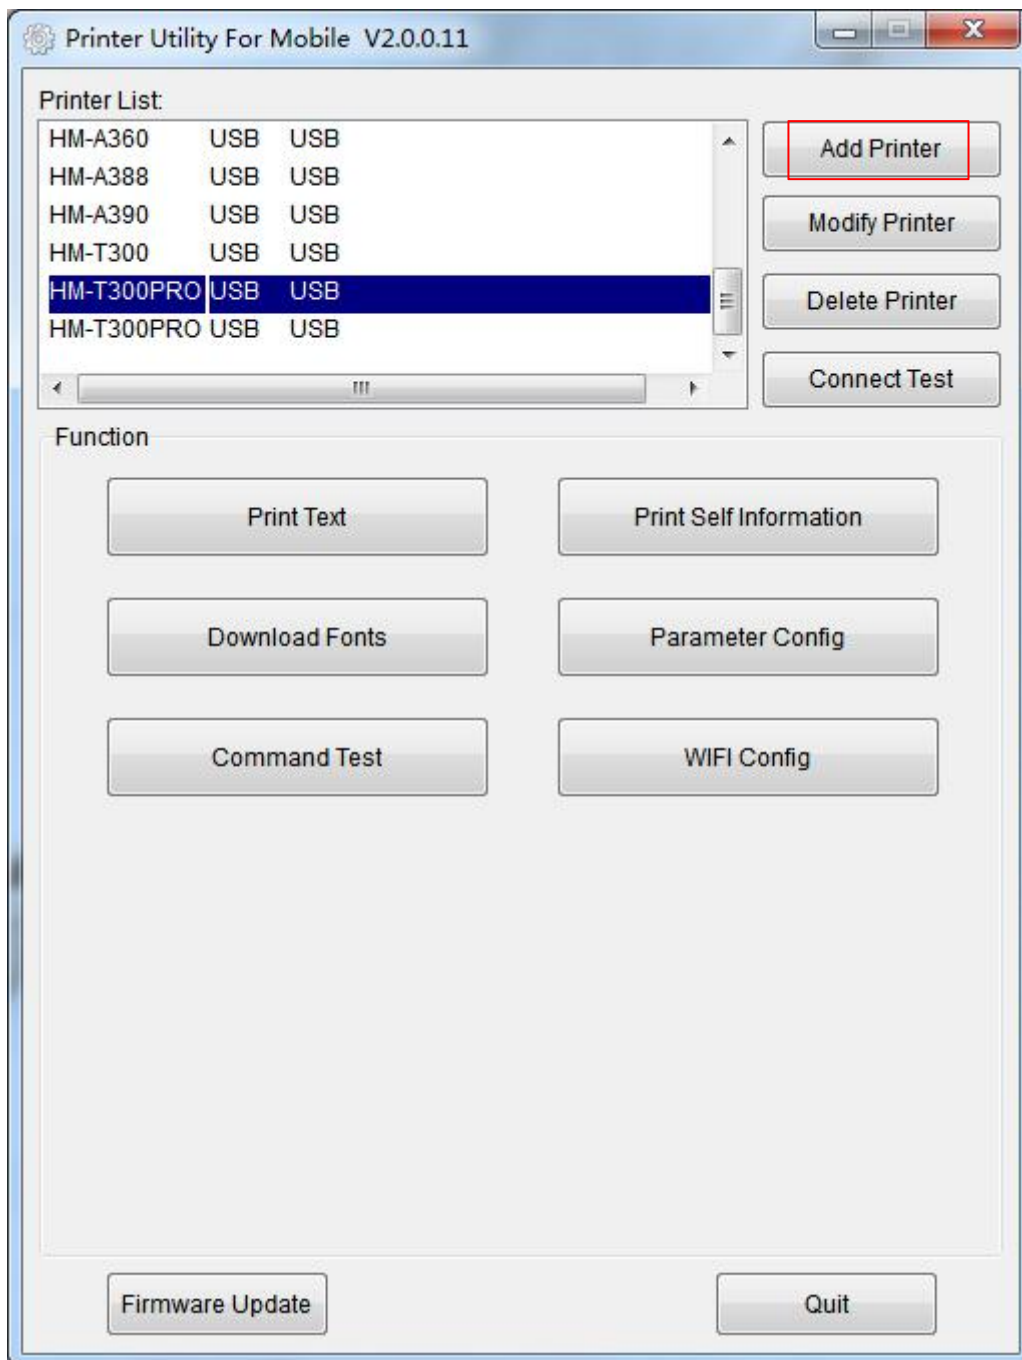 Printer Utility For Mobile V2.0.0.11
Printer List:
HM-A360 USB USB
HM-A388 USB USB
HM-A390 USB USB
HM-T300 USB USB
HM-T300PRO USB USB
HM-T300PRO USB USB
Add Printer
Modify Printer
Delete Printer
Connect Test
Function
Print Text
Print Self Information
Download Fonts
Parameter Config
Command Test
WIFI Config
Firmware Update
Quit